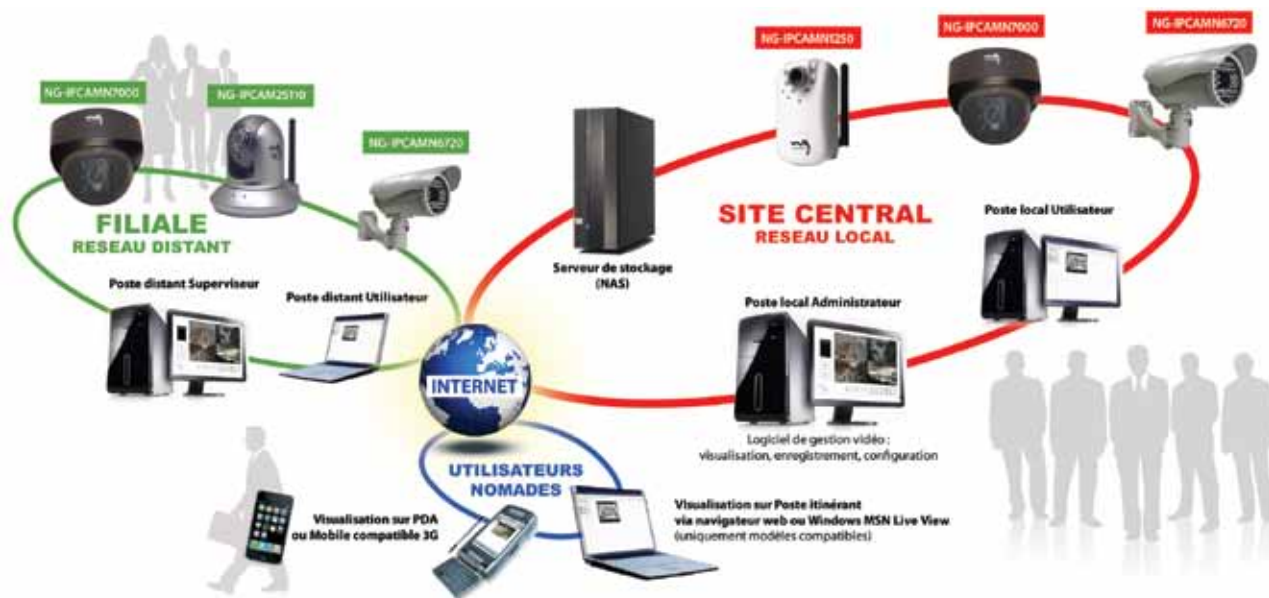 NG-IPCAMN7000
NG-IPCAM25110
NG-IPCAMN6720
FILIALE
RESEAU DISTANT
Poste distant Superviseur
Poste distant Utilisateur
NG-IPCAMN1250
NG-IPCAMN7000
NG-IPCAMN6720
SITE CENTRAL
RESEAU LOCAL
Serveur de stockage
(NAS)
Poste local Utilisateur
Poste local Administrateur
Logiciel de gestion vidéo :
visualisation, enregistrement, configuration
INTERNET
UTILISATEURS
NOMADES
Visualisation sur PDA
ou Mobile compatible 3G
Visualisation sur Poste itinérant
via navigateur web ou Windows MSN Live View
(uniquement modèles compatibles)